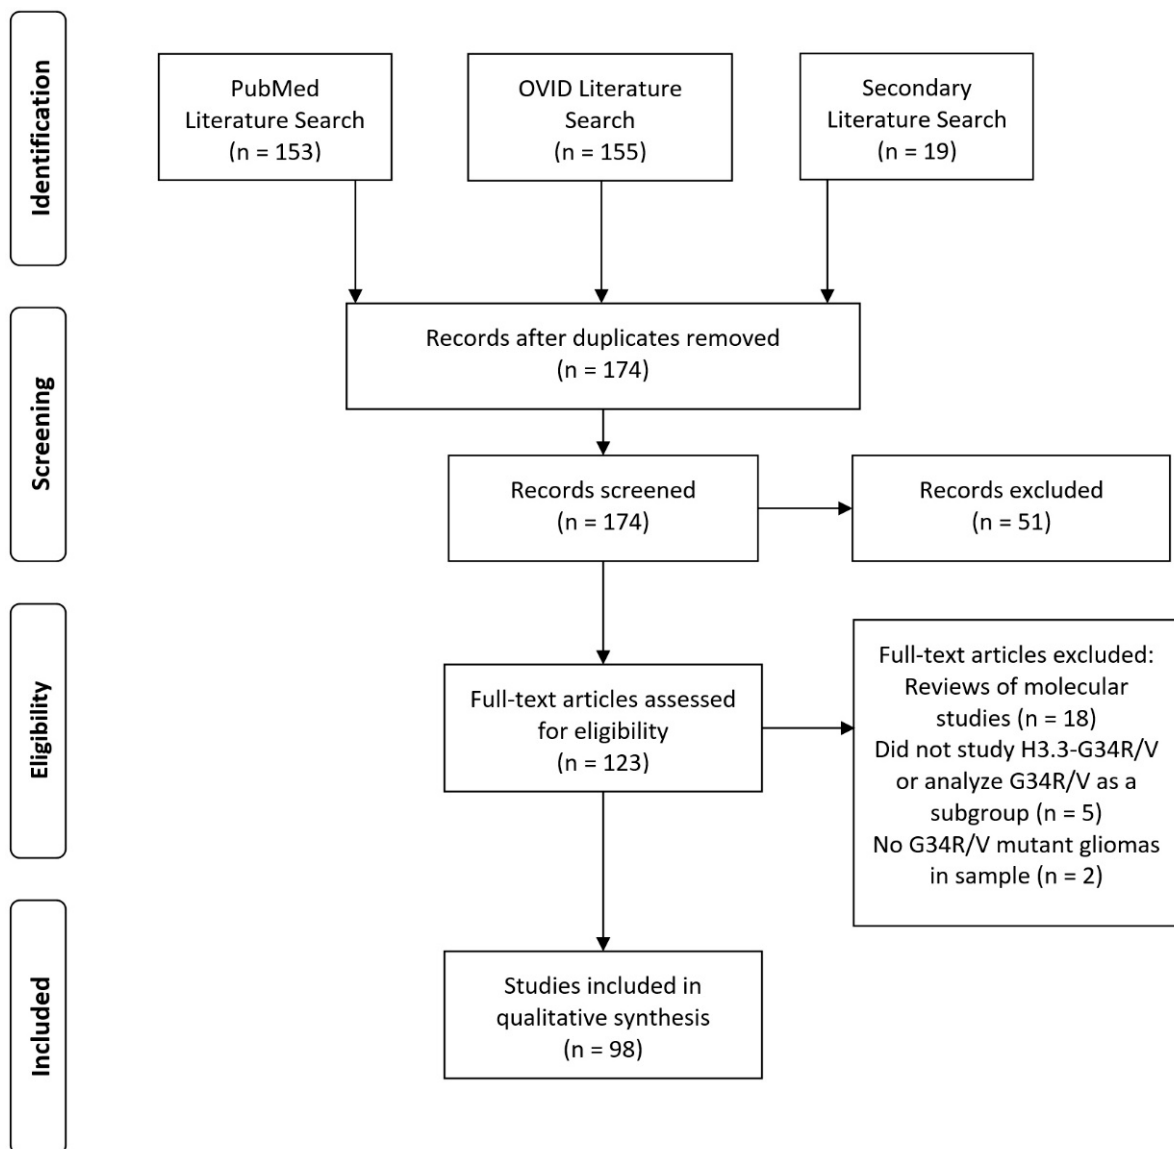 Identification
PubMed
Literature Search
(n = 153)
OVID Literature
Search
(n = 155)
Secondary
Literature Search
(n = 19)
Screening
Records after duplicates removed
(n = 174)
Records screened
(n = 174)
Records excluded
(n = 51)
Eligibility
Full-text articles assessed
for eligibility
(n = 123)
Full-text articles excluded:
Reviews of molecular
studies (n = 18)
Did not study H3.3-G34R/V
or analyze G34R/V as a
subgroup (n = 5)
No G34R/V mutant gliomas
in sample (n = 2)
Included
Studies included in
qualitative synthesis
(n = 98)